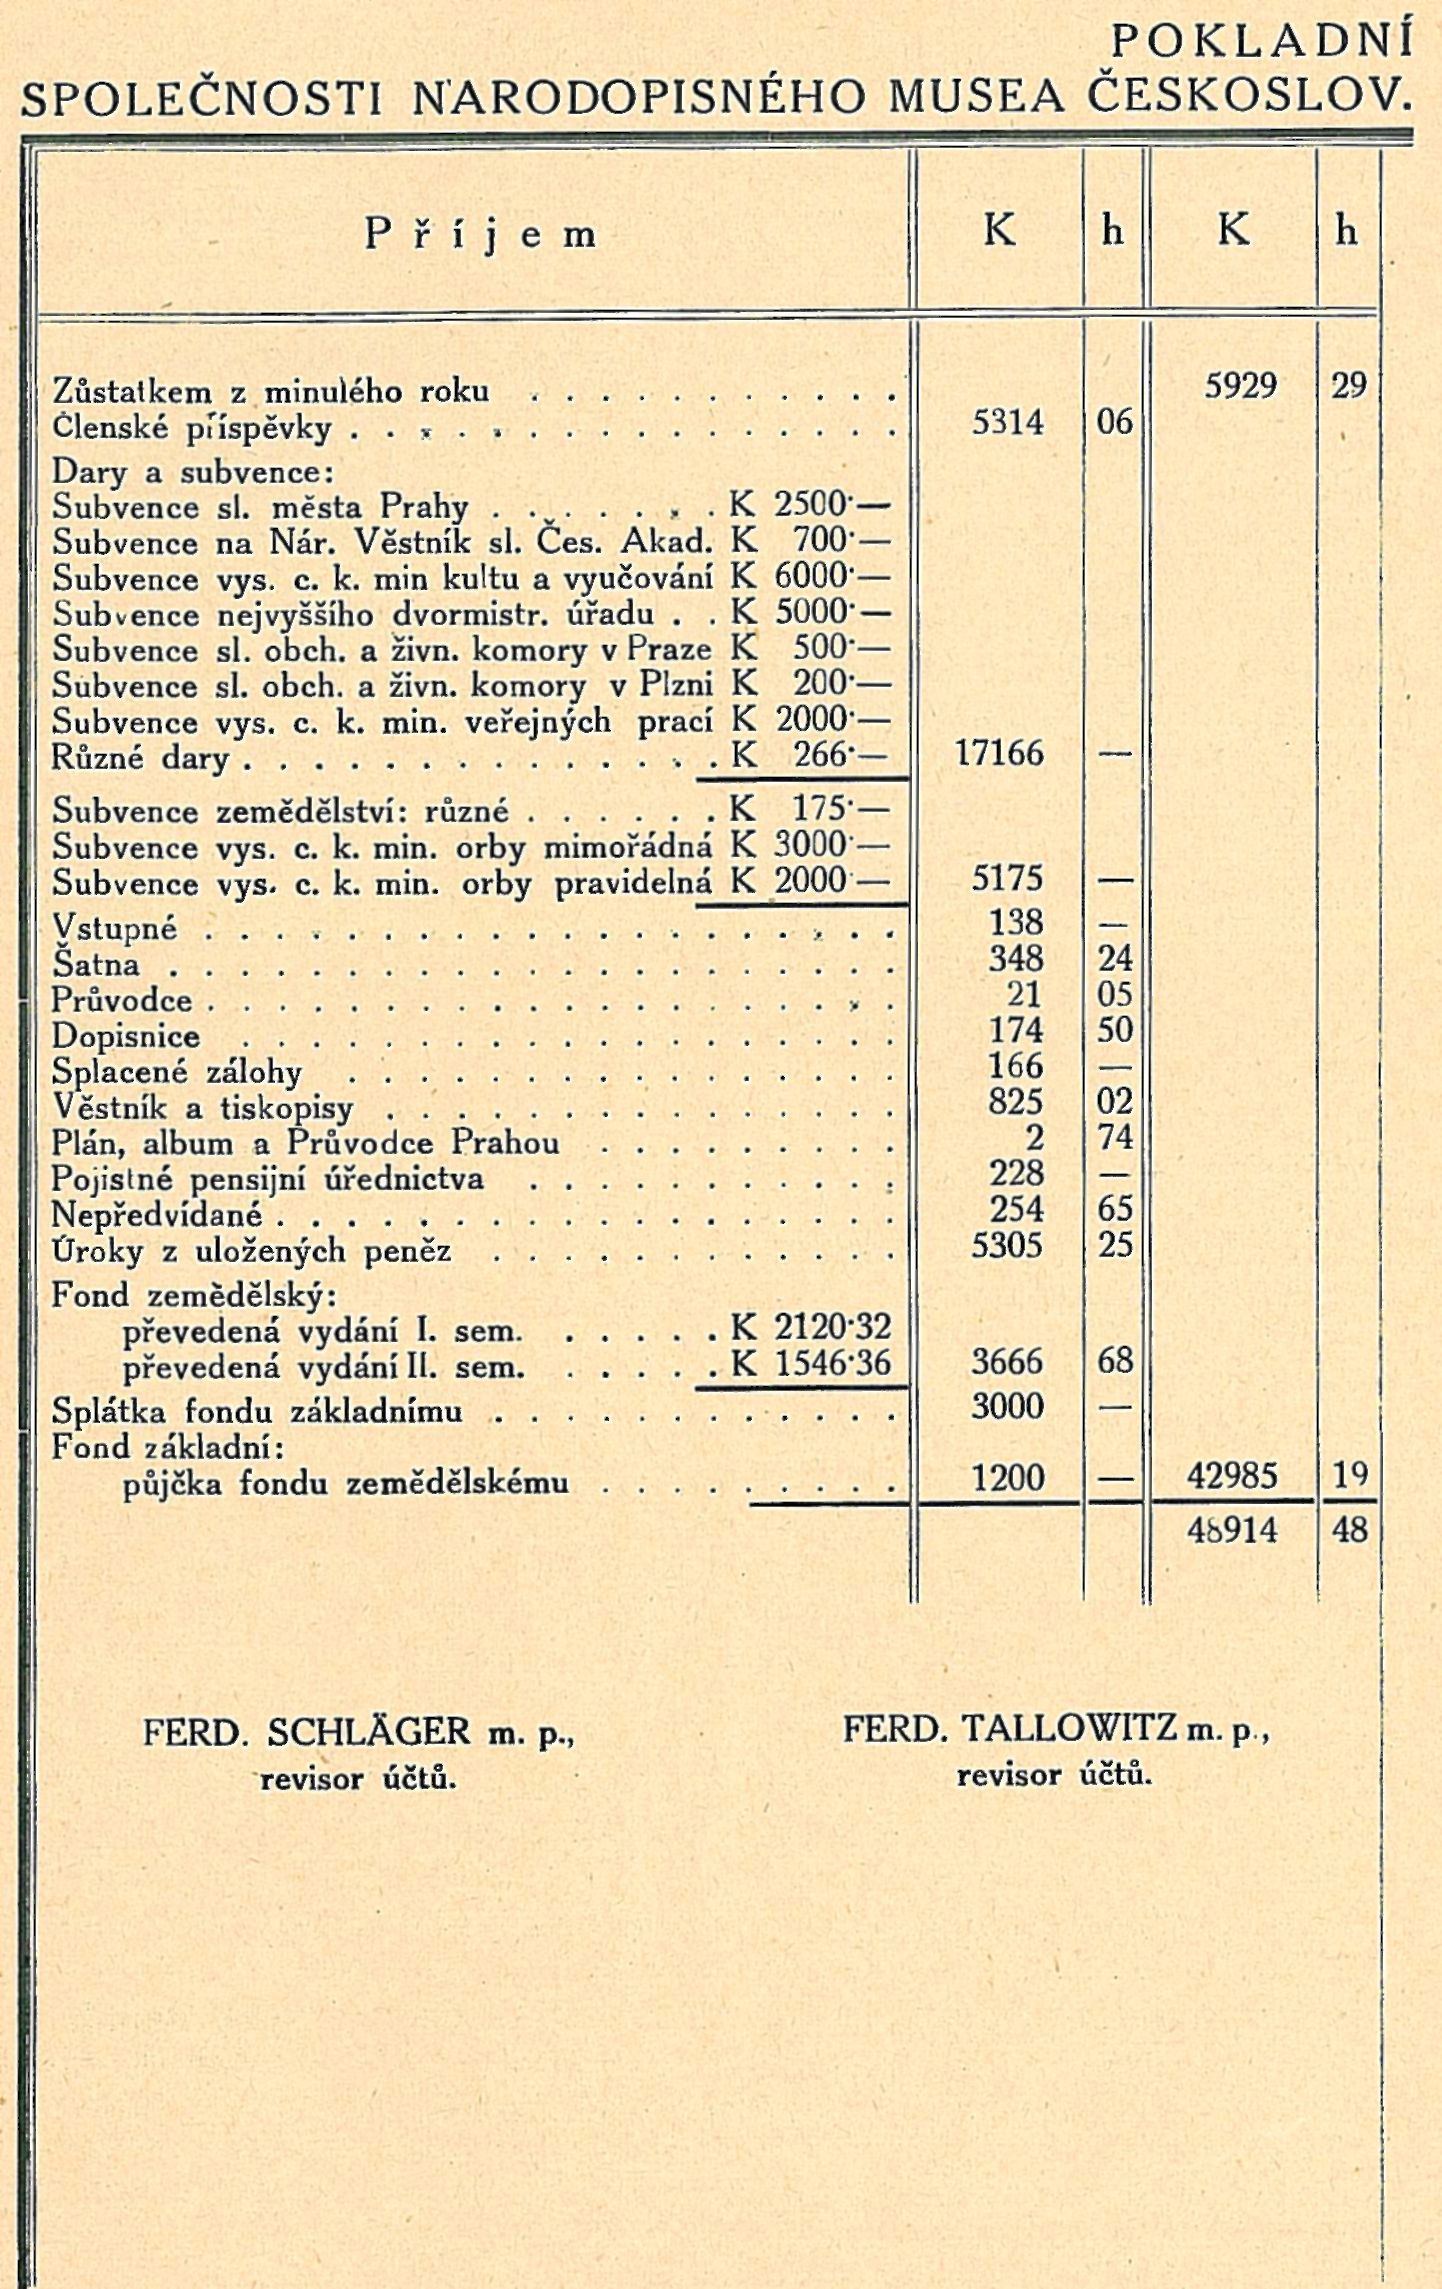 POKLADNÍ
SPOLEČNOSTI NÁRODOPISNÉHO MUSEA ČESKOSLOV.
Příjem K h K h
Zůstatkem z minulého roku . . . . . . . . . . . 5929 29
Členské příspěvky . . . . . . . . . . . . . . . . 5314 06
Dary a subvence:
Subvence sl. města Prahy . . . . . . . K 2500·—
Subvence na Nár. Věstník sl. Čes. Akad. K 700·—
Subvence vys. c. k. min kultu a vyučování K 6000·—
Subvence nejvyššího dvormistr. úřadu . . K 5000·—
Subvence sl. obch. a živn. komory v Praze K 500·—
Subvence sl. obch. a živn. komory v Plzni K 200·—
Subvence vys. c. k. min. veřejných prací K 2000·—
Různé dary . . . . . . . . . . . . . . K 266·— 17166 —
Subvence zemědělství: různé . . . . . . K 175·—
Subvence vys. c. k. min. orby mimořádná K 3000·—
Subvence vys. c. k. min. orby pravidelná K 2000·— 5175 —
Vstupné . . . . . . . . . . . . . . . . . . . . 138 —
Šatna . . . . . . . . . . . . . . . . . . . . . 348 24
Průvodce . . . . . . . . . . . . . . . . . . . . 21 05
Dopisnice . . . . . . . . . . . . . . . . . . . 174 50
Splacené zálohy . . . . . . . . . . . . . . . . 166 —
Věstník a tiskopisy . . . . . . . . . . . . . . . 825 02
Plán, album a Průvodce Prahou . . . . . . . . . 2 74
Pojistné pensijní úřednictva . . . . . . . . . . . 228 —
Nepředvídané . . . . . . . . . . . . . . . . . . 254 65
Úroky z uložených peněz . . . . . . . . . . . . 5305 25
Fond zemědělský:
převedená vydání I. sem. . . . . . K 2120·32
převedená vydání II. sem. . . . . . K 1546·36 3666 68
Splátka fondu základnímu . . . . . . . . . . . . 3000 —
Fond základní:
půjčka fondu zemědělskému . . . . . . . . . 1200 — 42985 19
48914 48
FERD. SCHLÄGER m. p., FERD. TALLOWITZ m. p.,
revisor účtů. revisor účtů.